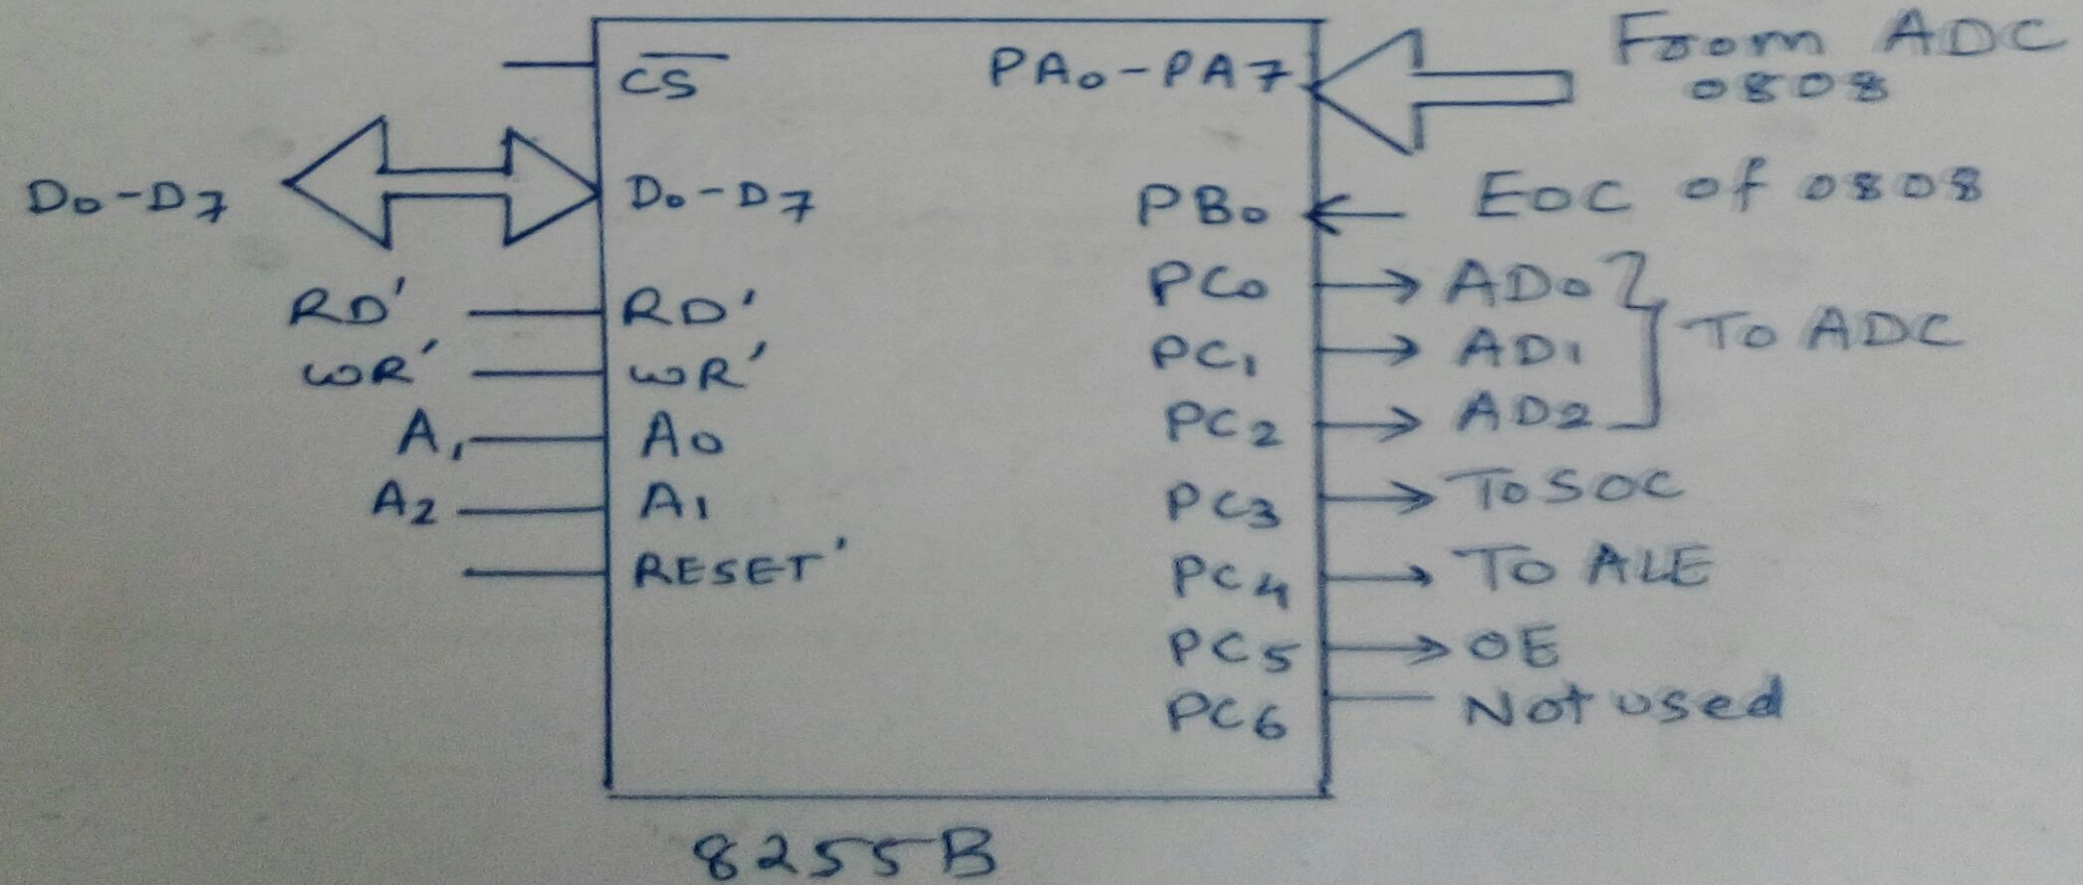 CS PA0-PA7 From ADC
0808
D0-D7 D0-D7 PB0 EOC of 0808
RD' RD' PC0 AD0
WR' WR' PC1 AD1 To ADC
A1 A0 PC2 AD2
A2 A1 PC3 To SOC
RESET' PC4 To ALE
PC5 OE
PC6 Not used
8255B